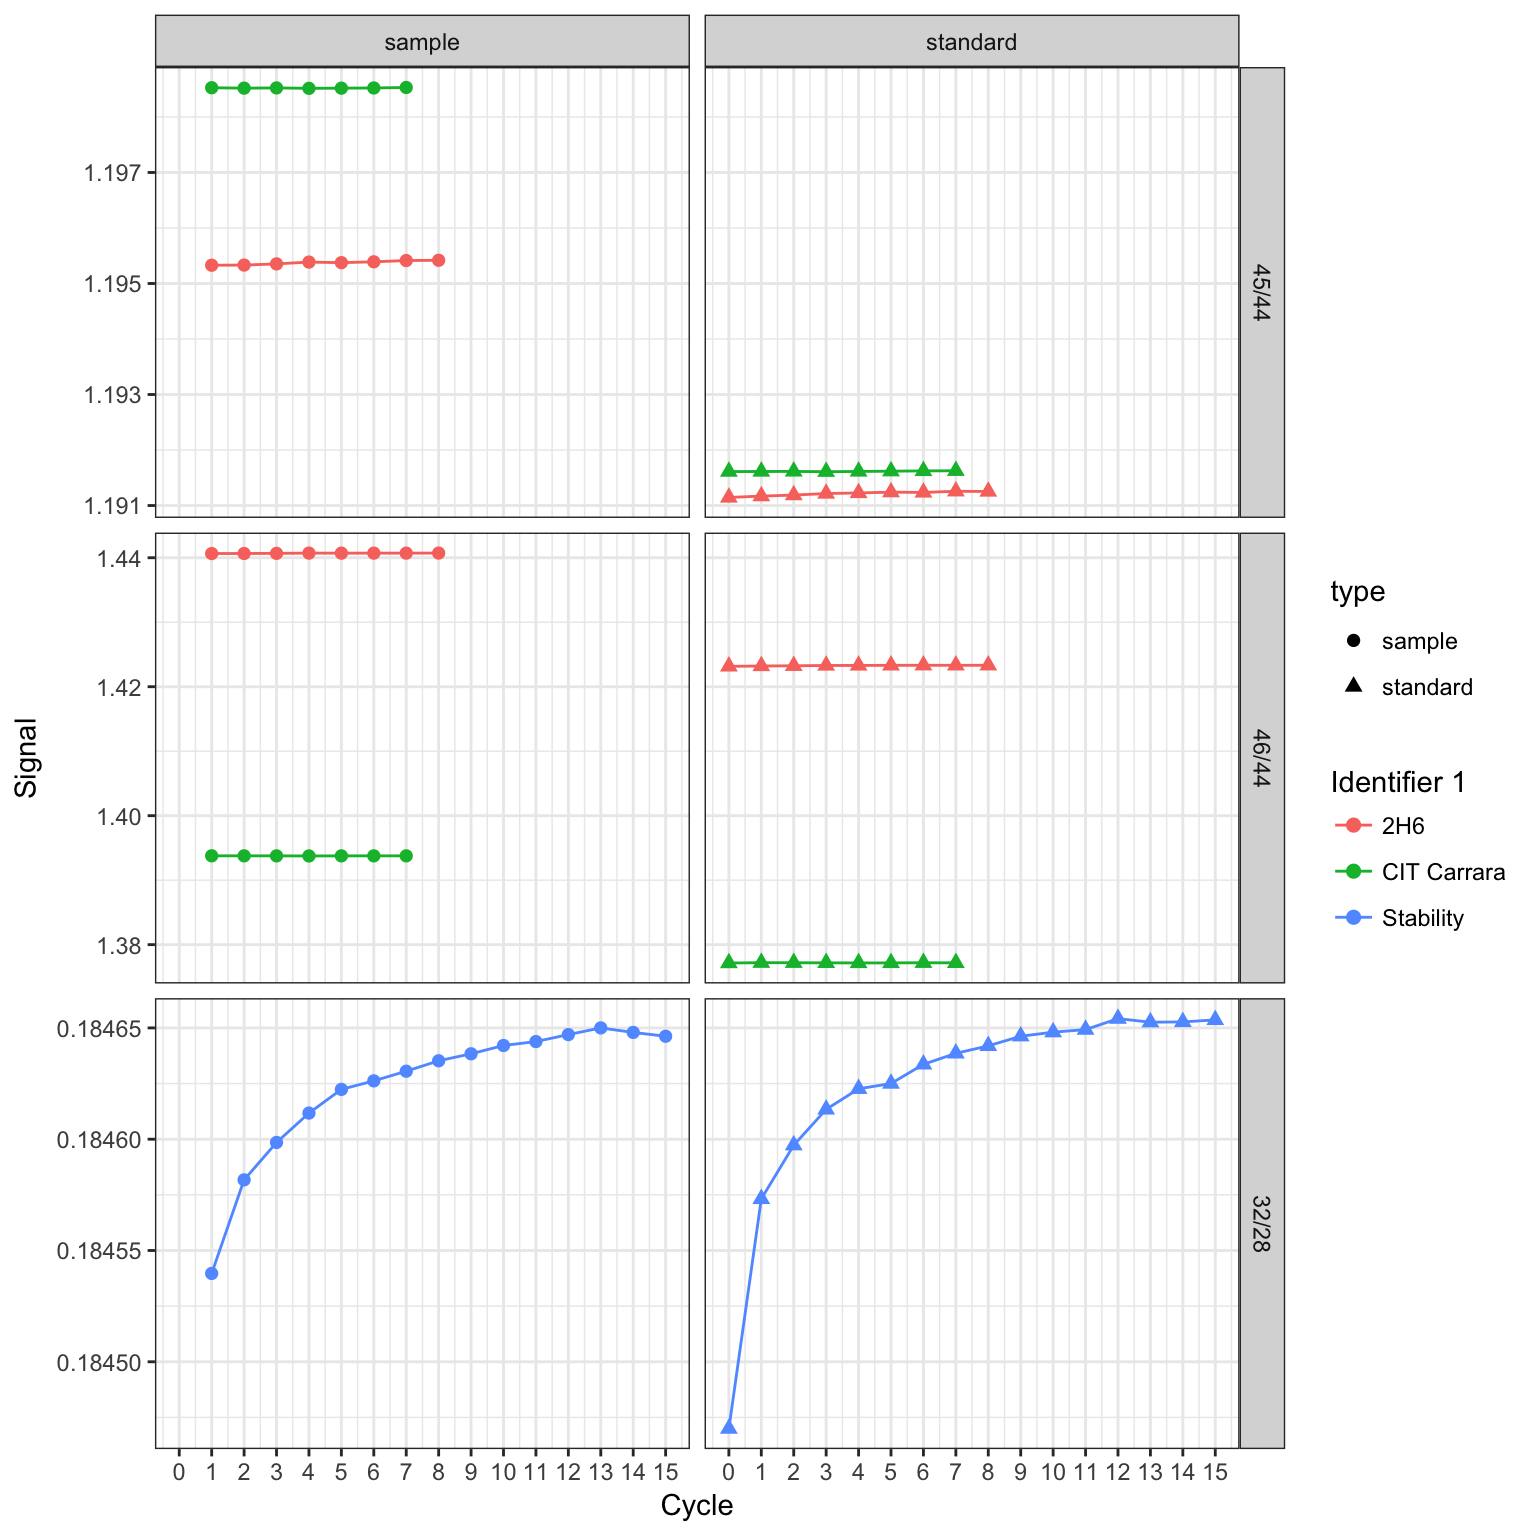 sample
standard
1.197
1.195
1.193
1.191
45/44
1.44
1.42
1.40
1.38
46/44
0.18465
0.18460
0.18455
0.18450
32/28
0 1 2 3 4 5 6 7 8 9 10 11 12 13 14 15
0 1 2 3 4 5 6 7 8 9 10 11 12 13 14 15
Cycle
Signal
type
sample
standard
Identifier 1
2H6
CIT Carrara
Stability